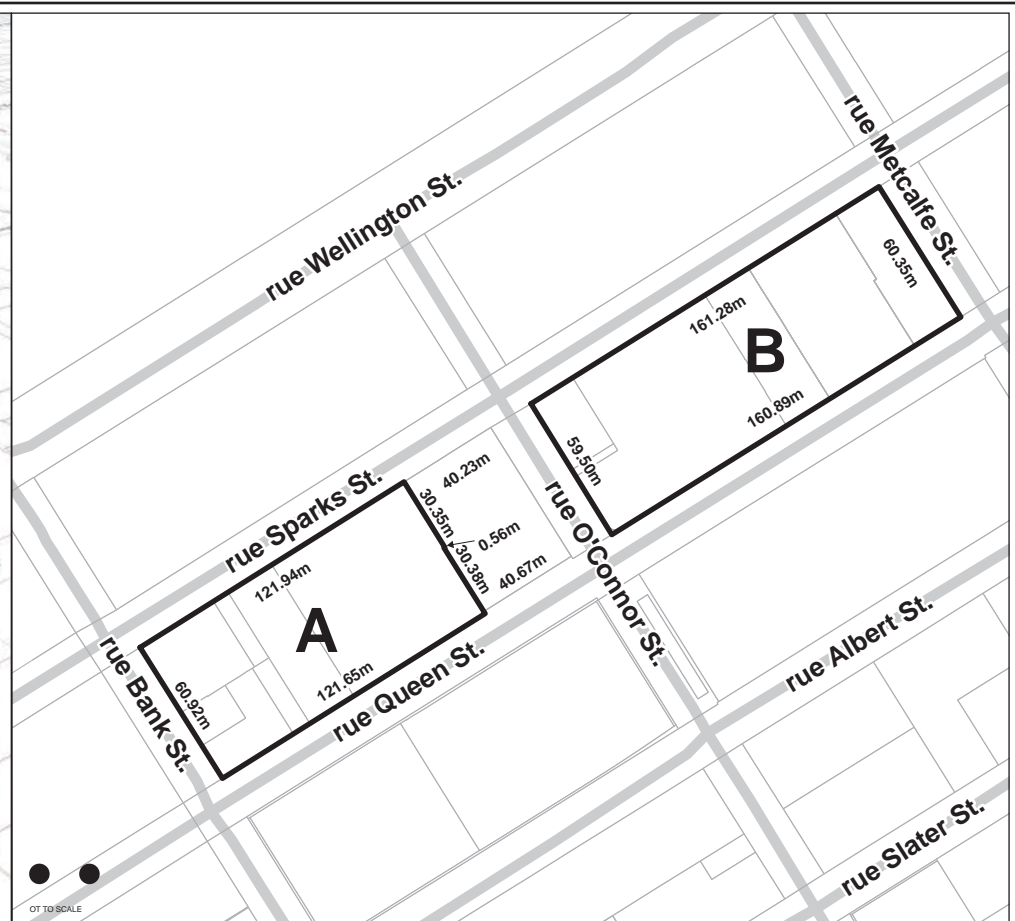 rue Metcalfe St.
rue Wellington St.
60.35m
161.28m
B
160.89m
59.50m
40.23m
rue Sparks St.
30.35m
0.56m
30.38m
40.67m
rue O'Connor St.
121.94m
A
121.65m
rue Queen St.
60.92m
rue Bank St.
rue Albert St.
rue Slater St.
OT TO SCALE